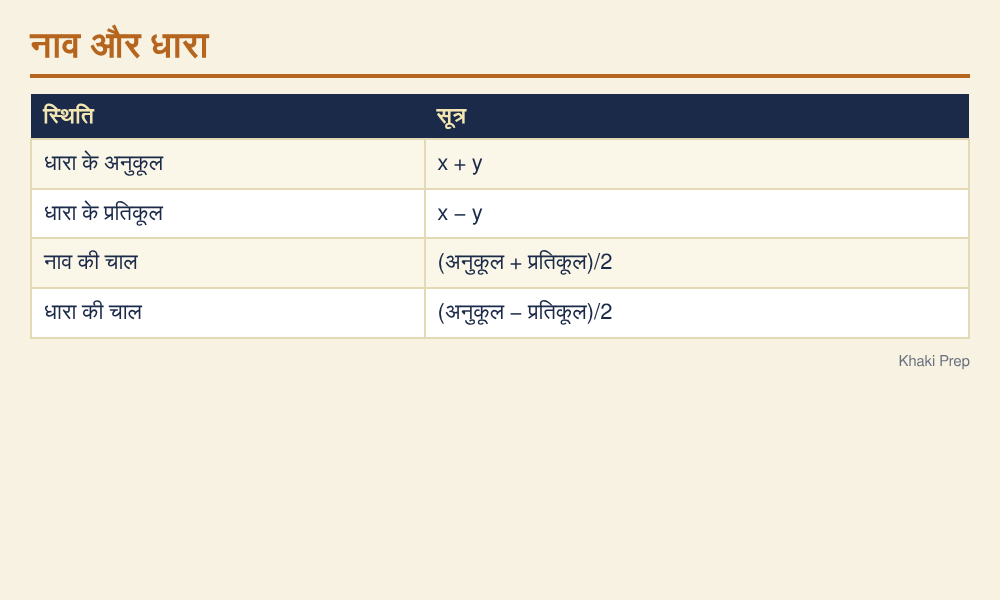 नाव और धारा
स्थिति सूत्र
धारा के अनुकूल x + y
धारा के प्रतिकूल x − y
नाव की चाल (अनुकूल + प्रतिकूल)/2
धारा की चाल (अनुकूल − प्रतिकूल)/2
Khaki Prep